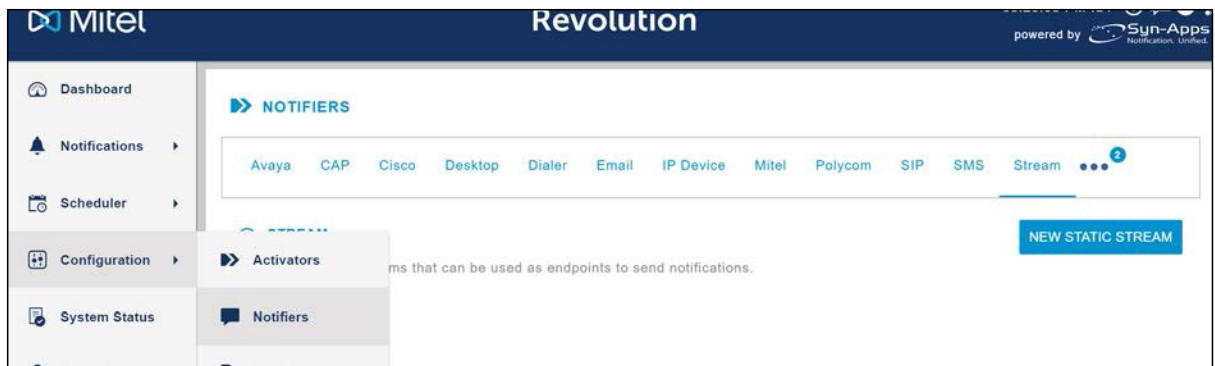 Mitel
Revolution
powered by Syn-Apps
Notification. Unified.
Dashboard
Notifications
Scheduler
Configuration
System Status
NOTIFIERS
Avaya CAP Cisco Desktop Dialer Email IP Device Mitel Polycom SIP SMS Stream 2
NEW STATIC STREAM
Activators
that can be used as endpoints to send notifications.
Notifiers